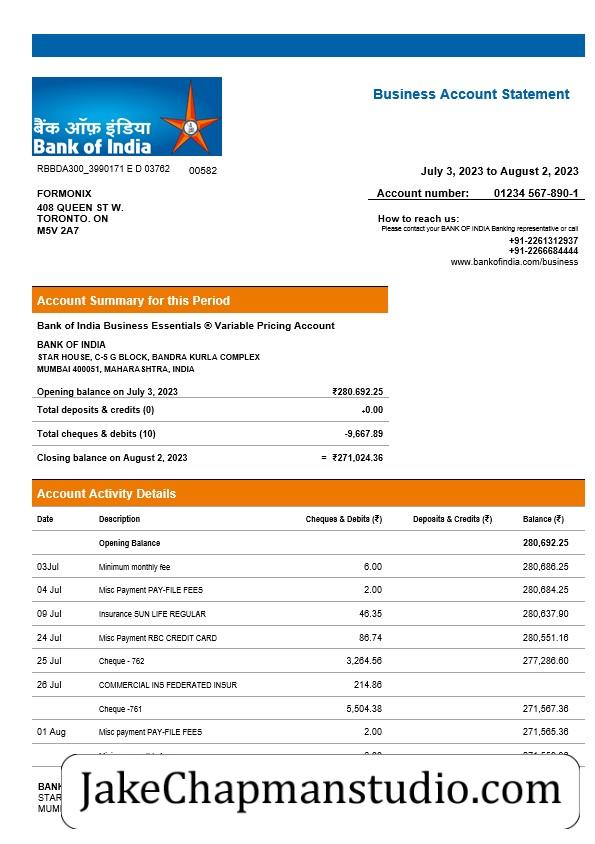 बैंक ऑफ़ इंडिया
Bank of India
Business Account Statement
RBBDA300_3990171 E D 03762 00582
July 3, 2023 to August 2, 2023
FORMONIX
Account number: 01234 567-890-1
408 QUEEN ST W.
TORONTO. ON
M5V 2A7
How to reach us:
Please contact your BANK OF INDIA Banking representative or call
+91-2261312937
+91-2266684444
www.bankofindia.com/business
Account Summary for this Period
Bank of India Business Essentials ® Variable Pricing Account
BANK OF INDIA
STAR HOUSE, C-5 G BLOCK, BANDRA KURLA COMPLEX
MUMBAI 400051, MAHARASHTRA, INDIA
Opening balance on July 3, 2023 ₹280.692.25
Total deposits & credits (0) +0.00
Total cheques & debits (10) -9,667.89
Closing balance on August 2, 2023 = ₹271,024.36
Account Activity Details
Date Description Cheques & Debits (₹) Deposits & Credits (₹) Balance (₹)
Opening Balance 280,692.25
03Jul Minimum monthly fee 6.00 280,686.25
04 Jul Misc Payment PAY-FILE FEES 2.00 280,684.25
09 Jul Insurance SUN LIFE REGULAR 46.35 280,637.90
24 Jul Misc Payment RBC CREDIT CARD 86.74 280,551.16
25 Jul Cheque - 762 3,264.56 277,286.60
26 Jul COMMERCIAL INS FEDERATED INSUR 214.86
Cheque -761 5,504.38 271,567.36
01 Aug Misc payment PAY-FILE FEES 2.00 271,565.36
JakeChapmanstudio.com